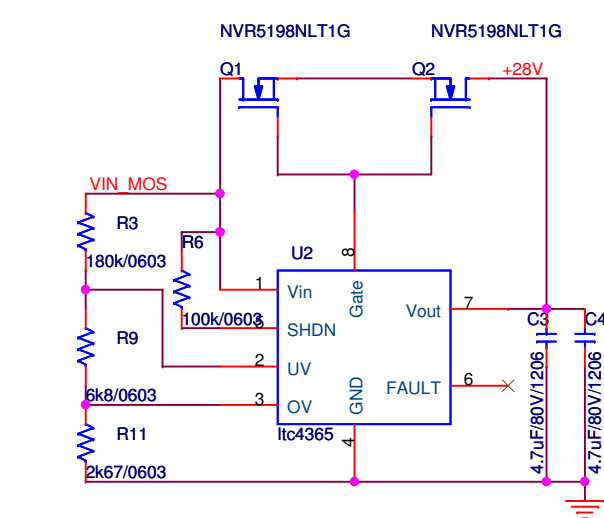 NVR5198NLT1G NVR5198NLT1G
Q1 Q2 +28V
VIN_MOS
R3
180k/0603
R6
100k/0603
U2
8
1 Vin Gate Vout 7
5 SHDN
2 UV
FAULT 6
3 OV GND
ltc4365
4
R9
6k8/0603
R11
2k67/0603
C3 C4
4.7uF/80V/1206 4.7uF/80V/1206